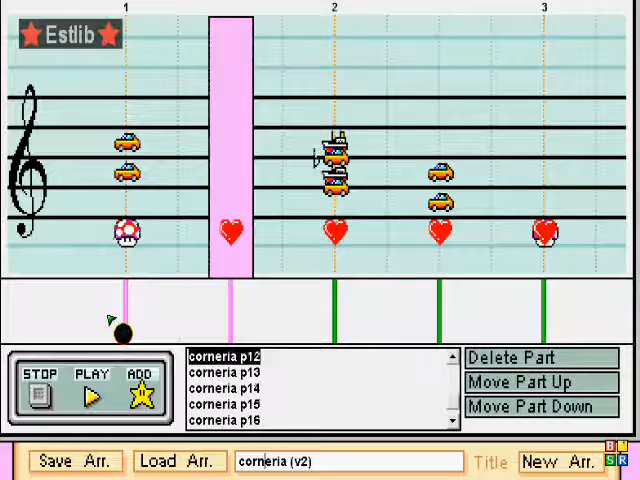 1 2 3
Estlib
STOP PLAY ADD
corneria p12
corneria p13
corneria p14
corneria p15
corneria p16
Delete Part
Move Part Up
Move Part Down
Save Arr. Load Arr. corneria (v2) Title New Arr.